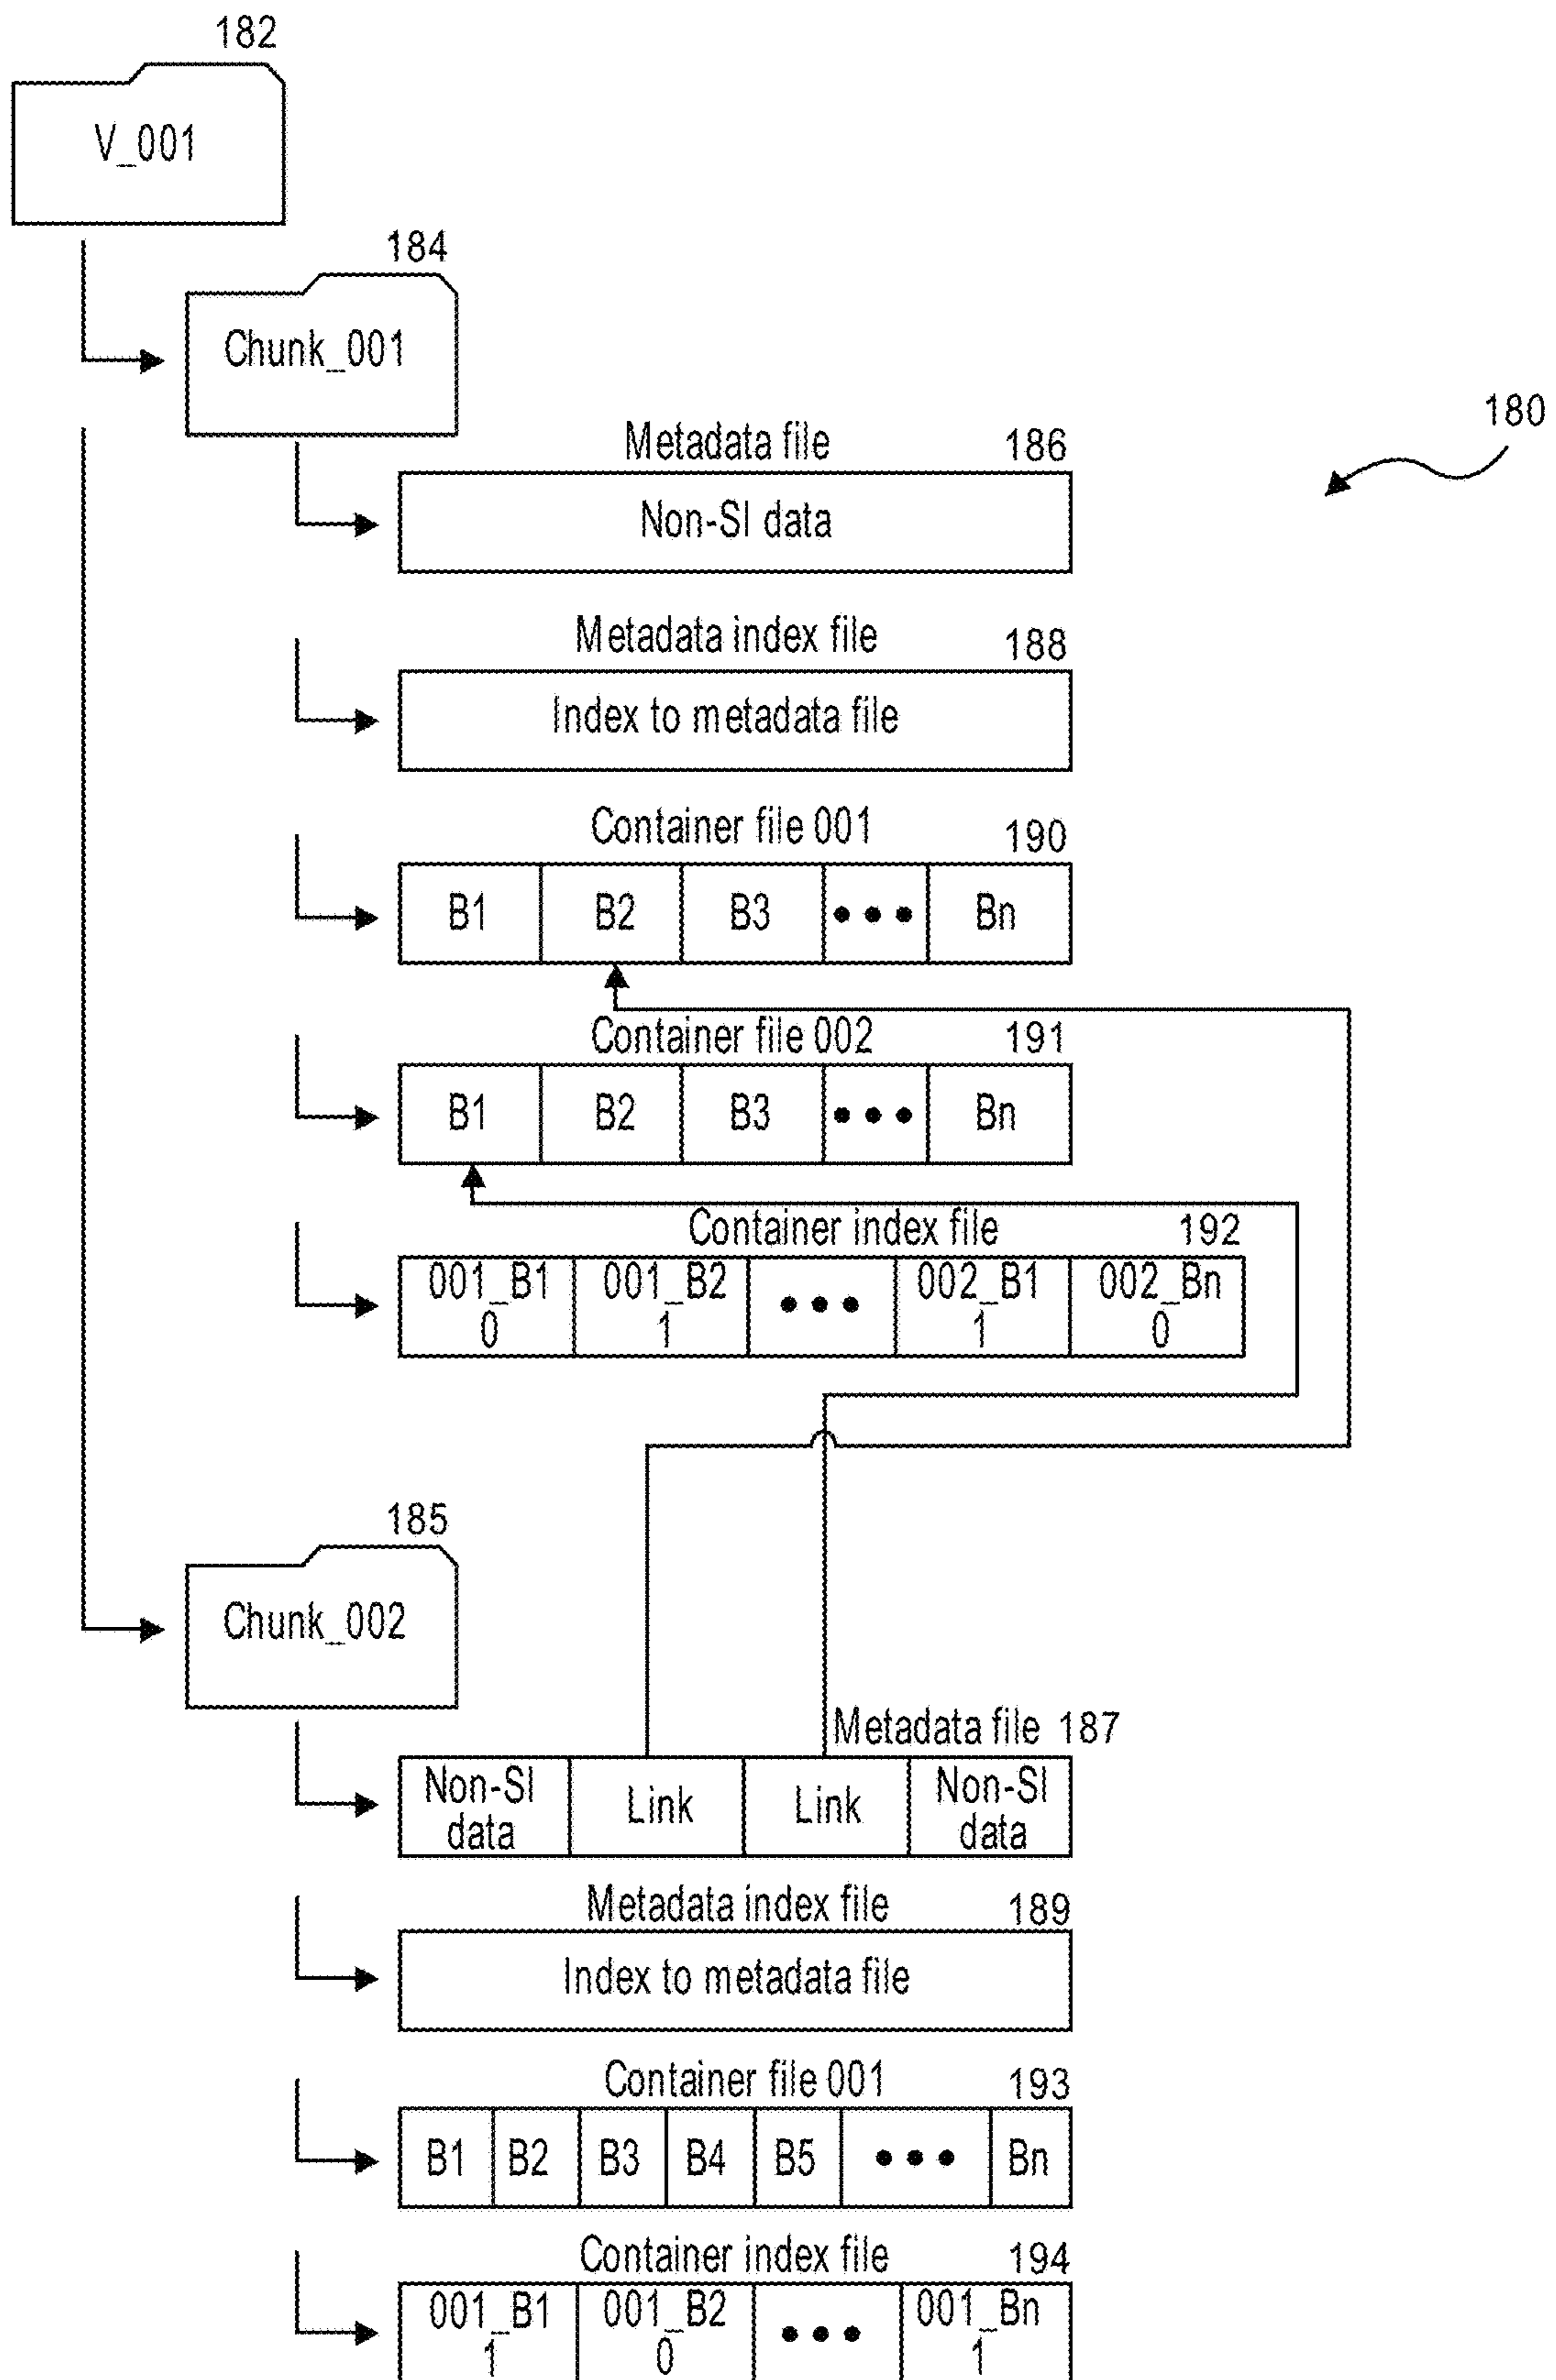 182
V_001
184
Chunk_001
180
Metadata file 186
Non-SI data
Metadata index file 188
Index to metadata file
Container file 001 190
B1 B2 B3 ••• Bn
Container file 002 191
B1 B2 B3 ••• Bn
Container index file 192
001_B1 001_B2 ••• 002_B1 002_Bn
0 1 1 0
185
Chunk_002
Metadata file 187
Non-SI data Link Link Non-SI data
Metadata index file 189
Index to metadata file
Container file 001 193
B1 B2 B3 B4 B5 ••• Bn
Container index file 194
001_B1 001_B2 ••• 001_Bn
1 0 1